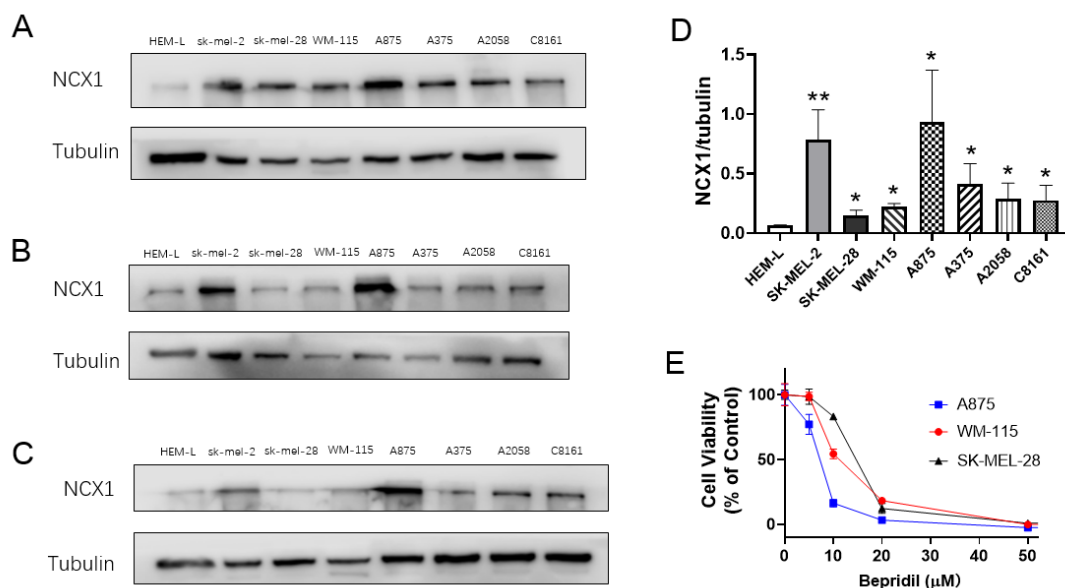 A
HEM-L sk-mel-2 sk-mel-28 WM-115 A875 A375 A2058 C8161
NCX1
Tubulin
B
HEM-L sk-mel-2 sk-mel-28 WM-115 A875 A375 A2058 C8161
NCX1
Tubulin
C
HEM-L sk-mel-2 sk-mel-28 WM-115 A875 A375 A2058 C8161
NCX1
Tubulin
D
NCX1/tubulin
1.5
1.0
0.5
0.0
** * * * * * *
HEM-L SK-MEL-2 SK-MEL-28 WM-115 A875 A375 A2058 C8161
E
Cell Viability
(% of Control)
100
50
0
A875
WM-115
SK-MEL-28
0 10 20 30 40 50
Bepridil (μM)